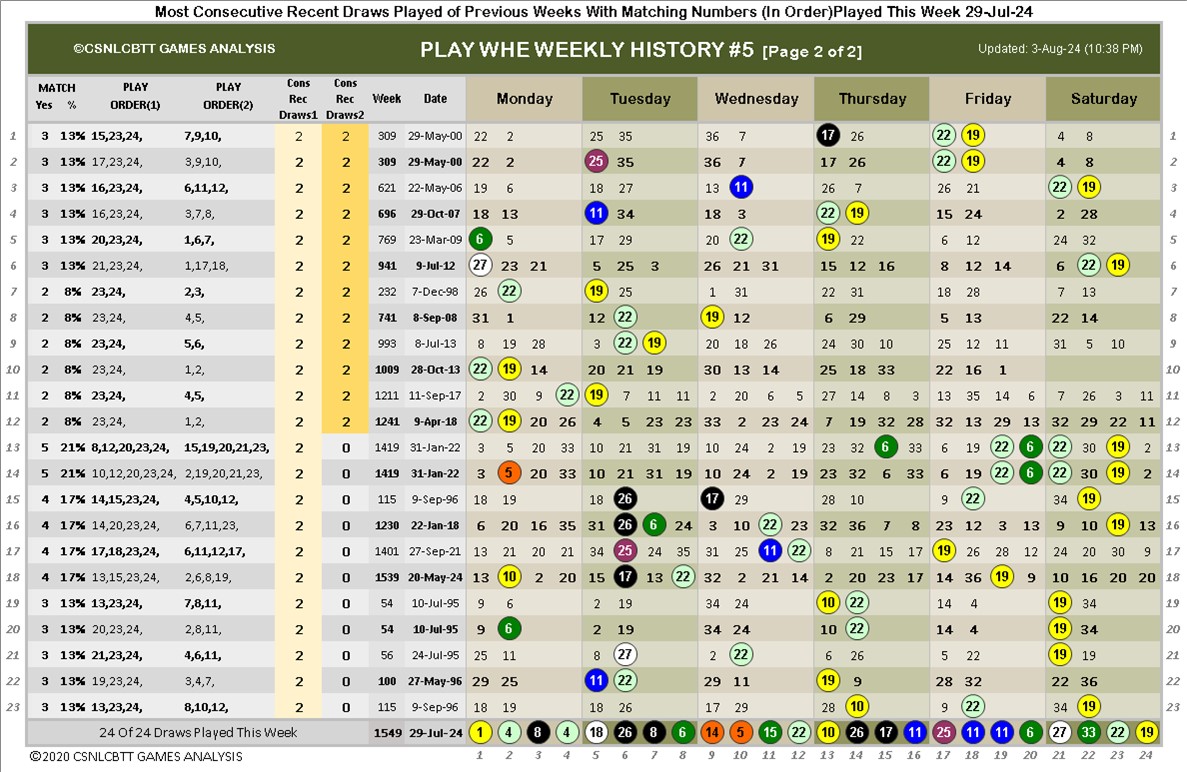 Most Consecutive Recent Draws Played of Previous Weeks With Matching Numbers (In Order)Played This Week 29-Jul-24
©CSNLCBTT GAMES ANALYSIS PLAY WHE WEEKLY HISTORY #5 [Page 2 of 2] Updated: 3-Aug-24 (10:38 PM)
MATCH PLAY PLAY Cons Cons
Yes % ORDER(1) ORDER(2) Rec Rec Week Date Monday Tuesday Wednesday Thursday Friday Saturday
Draws1 Draws2
1 3 13% 15,23,24, 7,9,10, 2 2 309 29-May-00 22 2 25 35 36 7 17 26 22 19 4 8 1
2 3 13% 17,23,24, 3,9,10, 2 2 309 29-May-00 22 2 25 35 36 7 17 26 22 19 4 8 2
3 3 13% 16,23,24, 6,11,12, 2 2 621 22-May-06 19 6 18 27 13 11 26 7 26 21 22 19 3
4 3 13% 16,23,24, 3,7,8, 2 2 696 29-Oct-07 18 13 11 34 18 3 22 19 15 24 2 28 4
5 3 13% 20,23,24, 1,6,7, 2 2 769 23-Mar-09 6 5 17 29 20 22 19 22 6 12 24 32 5
6 3 13% 21,23,24, 1,17,18, 2 2 941 9-Jul-12 27 23 21 5 25 3 26 21 31 15 12 16 8 12 14 6 22 19 6
7 2 8% 23,24, 2,3, 2 2 232 7-Dec-98 26 22 19 25 1 31 22 31 18 28 7 13 7
8 2 8% 23,24, 4,5, 2 2 741 8-Sep-08 31 1 12 22 19 12 6 29 5 13 22 14 8
9 2 8% 23,24, 5,6, 2 2 993 8-Jul-13 8 19 28 3 22 19 20 18 26 24 30 10 25 12 11 31 5 10 9
10 2 8% 23,24, 1,2, 2 2 1009 28-Oct-13 22 19 14 20 21 19 30 13 14 25 18 33 22 16 1 10
11 2 8% 23,24, 4,5, 2 2 1211 11-Sep-17 2 30 9 22 19 7 11 11 2 20 6 5 27 14 8 3 13 35 14 6 7 26 3 11 11
12 2 8% 23,24, 1,2, 2 2 1241 9-Apr-18 22 19 20 26 4 5 23 23 33 2 23 24 7 19 32 28 32 13 29 13 32 29 22 11 12
13 5 21% 8,12,20,23,24, 15,19,20,21,23, 2 0 1419 31-Jan-22 3 5 20 33 10 21 31 19 10 24 2 19 23 32 6 33 6 19 22 6 22 30 19 2 13
14 5 21% 10,12,20,23,24, 2,19,20,21,23, 2 0 1419 31-Jan-22 3 5 20 33 10 21 31 19 10 24 2 19 23 32 6 33 6 19 22 6 22 30 19 2 14
15 4 17% 14,15,23,24, 4,5,10,12, 2 0 115 9-Sep-96 18 19 18 26 17 29 28 10 9 22 34 19 15
16 4 17% 14,20,23,24, 6,7,11,23, 2 0 1230 22-Jan-18 6 20 16 35 31 26 6 24 3 10 22 23 32 36 7 8 23 12 3 13 9 10 19 13 16
17 4 17% 17,18,23,24, 6,11,12,17, 2 0 1401 27-Sep-21 13 21 20 21 34 25 24 35 31 25 11 22 8 21 15 17 19 26 28 12 24 20 30 9 17
18 4 17% 13,15,23,24, 2,6,8,19, 2 0 1539 20-May-24 13 10 2 20 15 17 13 22 32 2 21 14 2 20 23 17 14 36 19 9 10 16 20 20 18
19 3 13% 13,23,24, 7,8,11, 2 0 54 10-Jul-95 9 6 2 19 34 24 10 22 14 4 19 34 19
20 3 13% 20,23,24, 2,8,11, 2 0 54 10-Jul-95 9 6 2 19 34 24 10 22 14 4 19 34 20
21 3 13% 21,23,24, 4,6,11, 2 0 56 24-Jul-95 25 11 8 27 2 22 6 26 5 22 19 19 21
22 3 13% 19,23,24, 3,4,7, 2 0 100 27-May-96 29 25 11 22 29 11 19 9 28 32 22 36 22
23 3 13% 13,23,24, 8,10,12, 2 0 115 9-Sep-96 18 19 18 26 17 29 28 10 9 22 34 19 23
24 Of 24 Draws Played This Week 1549 29-Jul-24 1 4 8 4 18 26 8 6 14 5 15 22 10 26 17 11 25 11 11 6 27 33 22 19
©2020 CSNLCBTT GAMES ANALYSIS 1 2 3 4 5 6 7 8 9 10 11 12 13 14 15 16 17 18 19 20 21 22 23 24